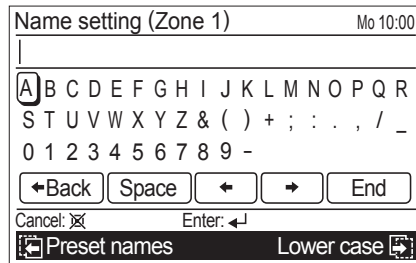 Name setting (Zone 1) Mo 10:00
A B C D E F G H I J K L M N O P Q R
S T U V W X Y Z & ( ) + ; : . , / _
0 1 2 3 4 5 6 7 8 9 -
←Back Space ← → End
Cancel: Enter:
Preset names Lower case